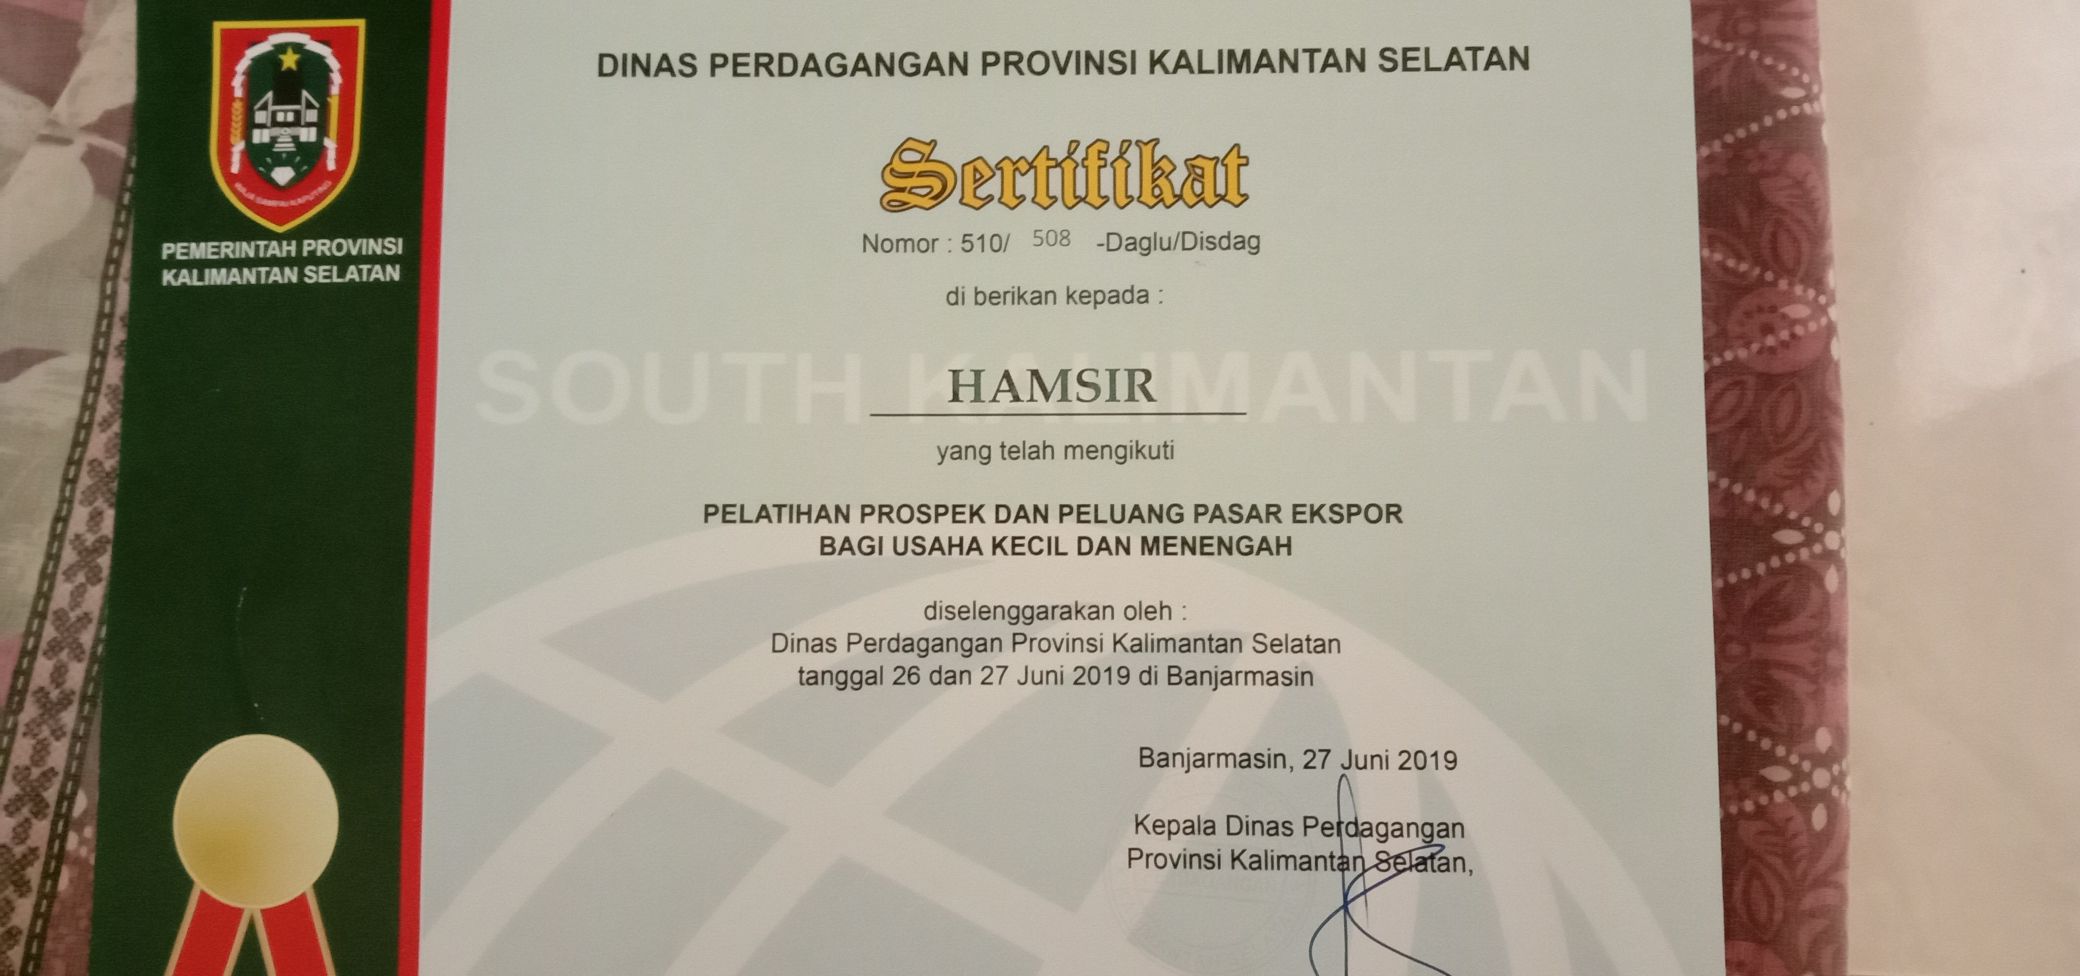 DINAS PERDAGANGAN PROVINSI KALIMANTAN SELATAN
WAJA SAMPAI KAPUTING
PEMERINTAH PROVINSI
KALIMANTAN SELATAN
Sertifikat
Nomor : 510/ 508 -Daglu/Disdag
di berikan kepada :
SOUTH KALIMANTAN
HAMSIR
yang telah mengikuti
PELATIHAN PROSPEK DAN PELUANG PASAR EKSPOR
BAGI USAHA KECIL DAN MENENGAH
diselenggarakan oleh :
Dinas Perdagangan Provinsi Kalimantan Selatan
tanggal 26 dan 27 Juni 2019 di Banjarmasin
Banjarmasin, 27 Juni 2019
Kepala Dinas Perdagangan
Provinsi Kalimantan Selatan,